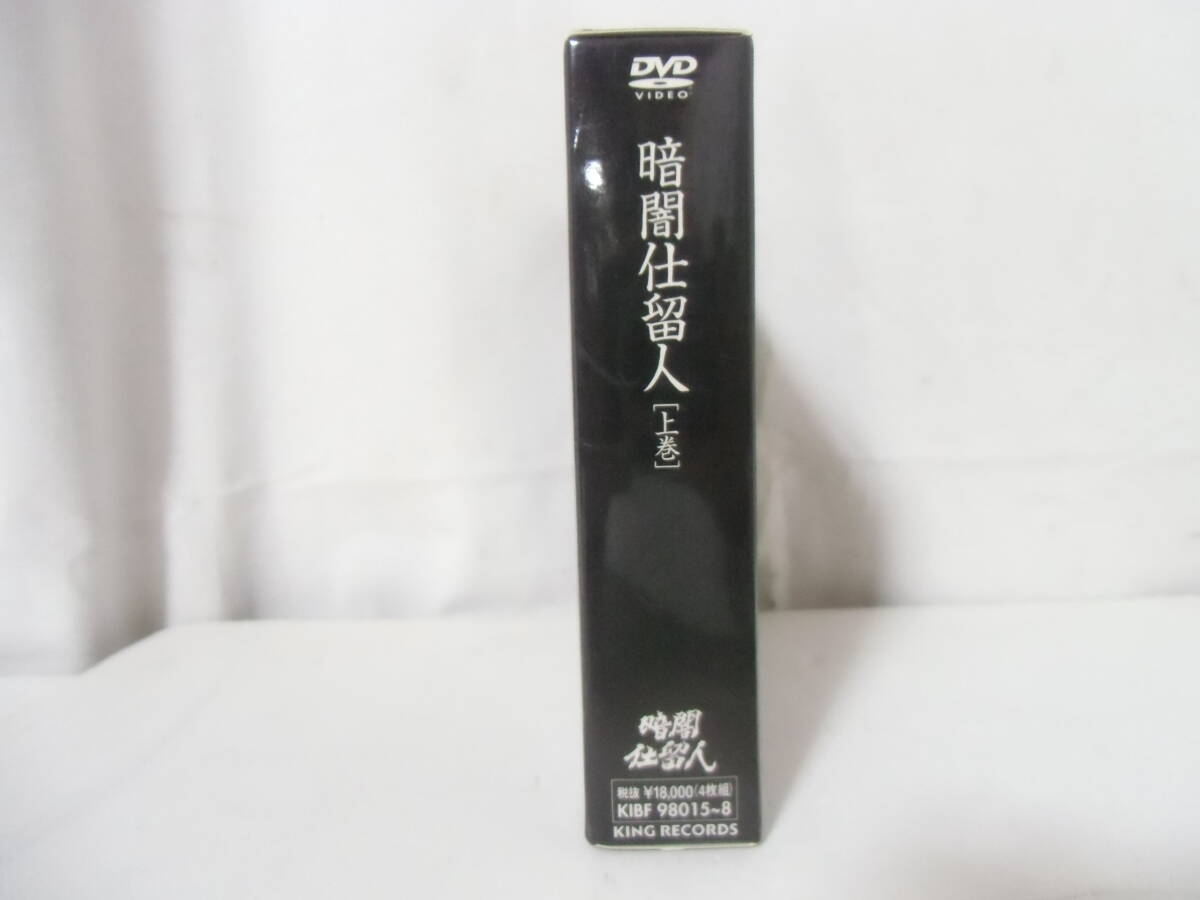 DVD
VIDEO
暗闇仕留人［上巻］
暗闇
仕留人
税抜 ¥18,000(4枚組)
KIBF 98015~8
KING RECORDS